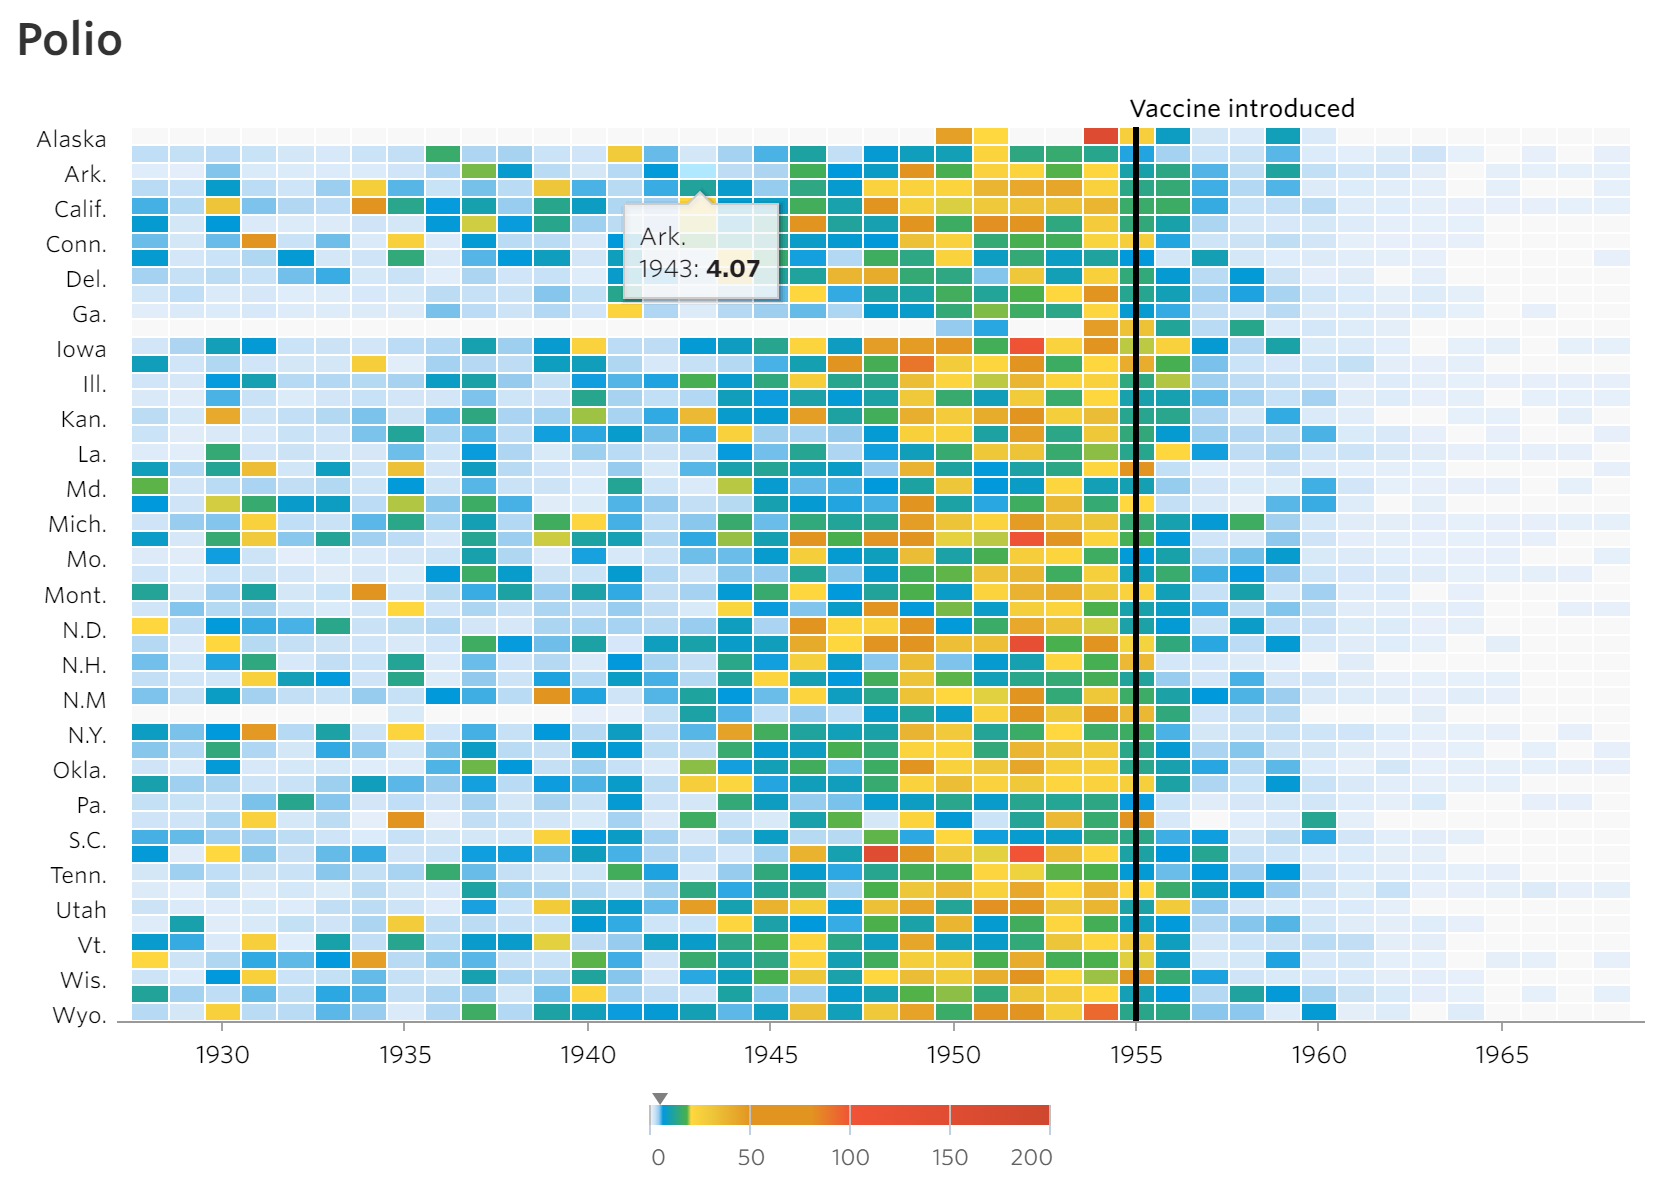 Polio
Vaccine introduced
Alaska
Ark.
Calif.
Conn.
Del.
Ga.
Iowa
Ill.
Kan.
La.
Md.
Mich.
Mo.
Mont.
N.D.
N.H.
N.M
N.Y.
Okla.
Pa.
S.C.
Tenn.
Utah
Vt.
Wis.
Wyo.
Ark.
1943: 4.07
1930 1935 1940 1945 1950 1955 1960 1965
0 50 100 150 200